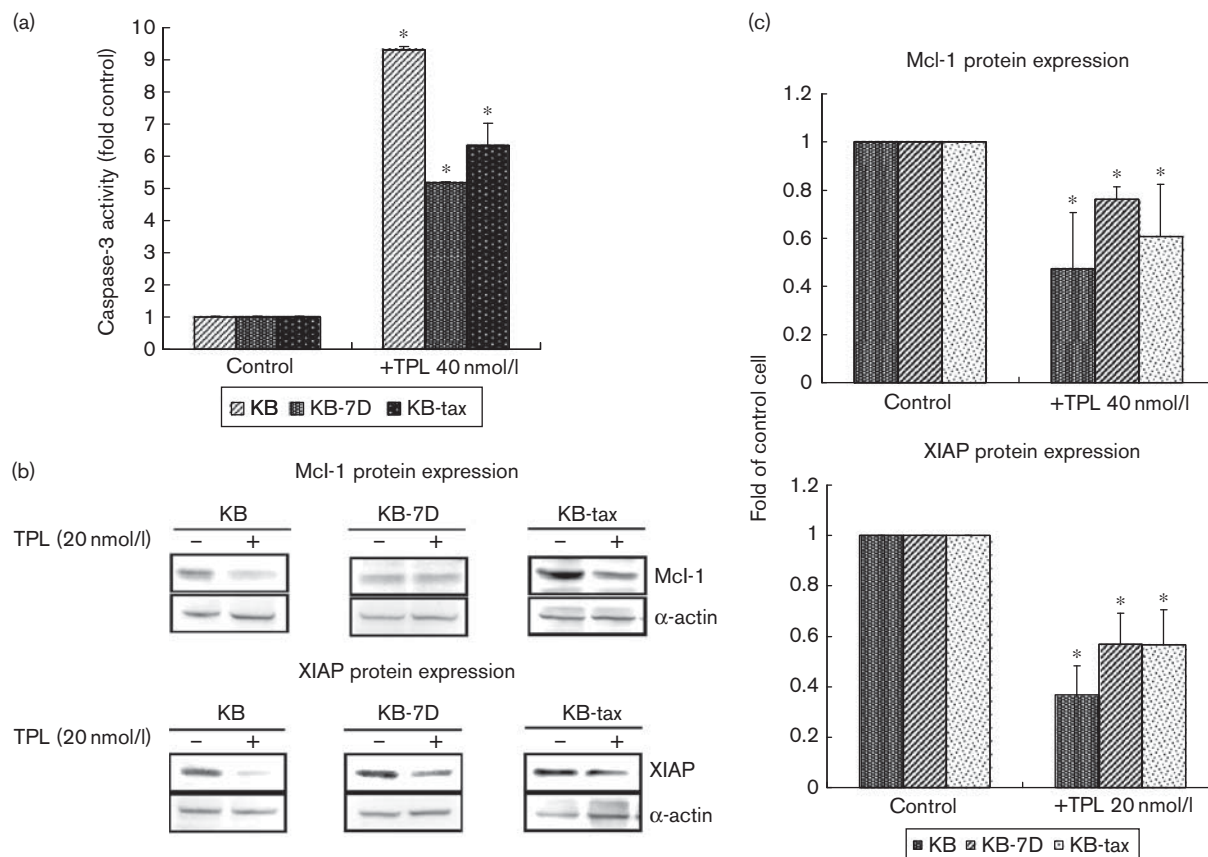 (a)
Caspase-3 activity (fold control)
10
9
8
7
6
5
4
3
2
1
0
*
*
*
Control
+TPL 40 nmol/l
KB
KB-7D
KB-tax
(b)
Mcl-1 protein expression
KB
KB-7D
KB-tax
TPL (20 nmol/l)
− + − + − +
Mcl-1
α-actin
XIAP protein expression
KB
KB-7D
KB-tax
TPL (20 nmol/l)
− + − + − +
XIAP
α-actin
(c)
Fold of control cell
Mcl-1 protein expression
1.2
1
0.8
0.6
0.4
0.2
0
*
*
*
Control
+TPL 40 nmol/l
XIAP protein expression
1.2
1
0.8
0.6
0.4
0.2
0
*
*
*
Control
+TPL 20 nmol/l
KB
KB-7D
KB-tax